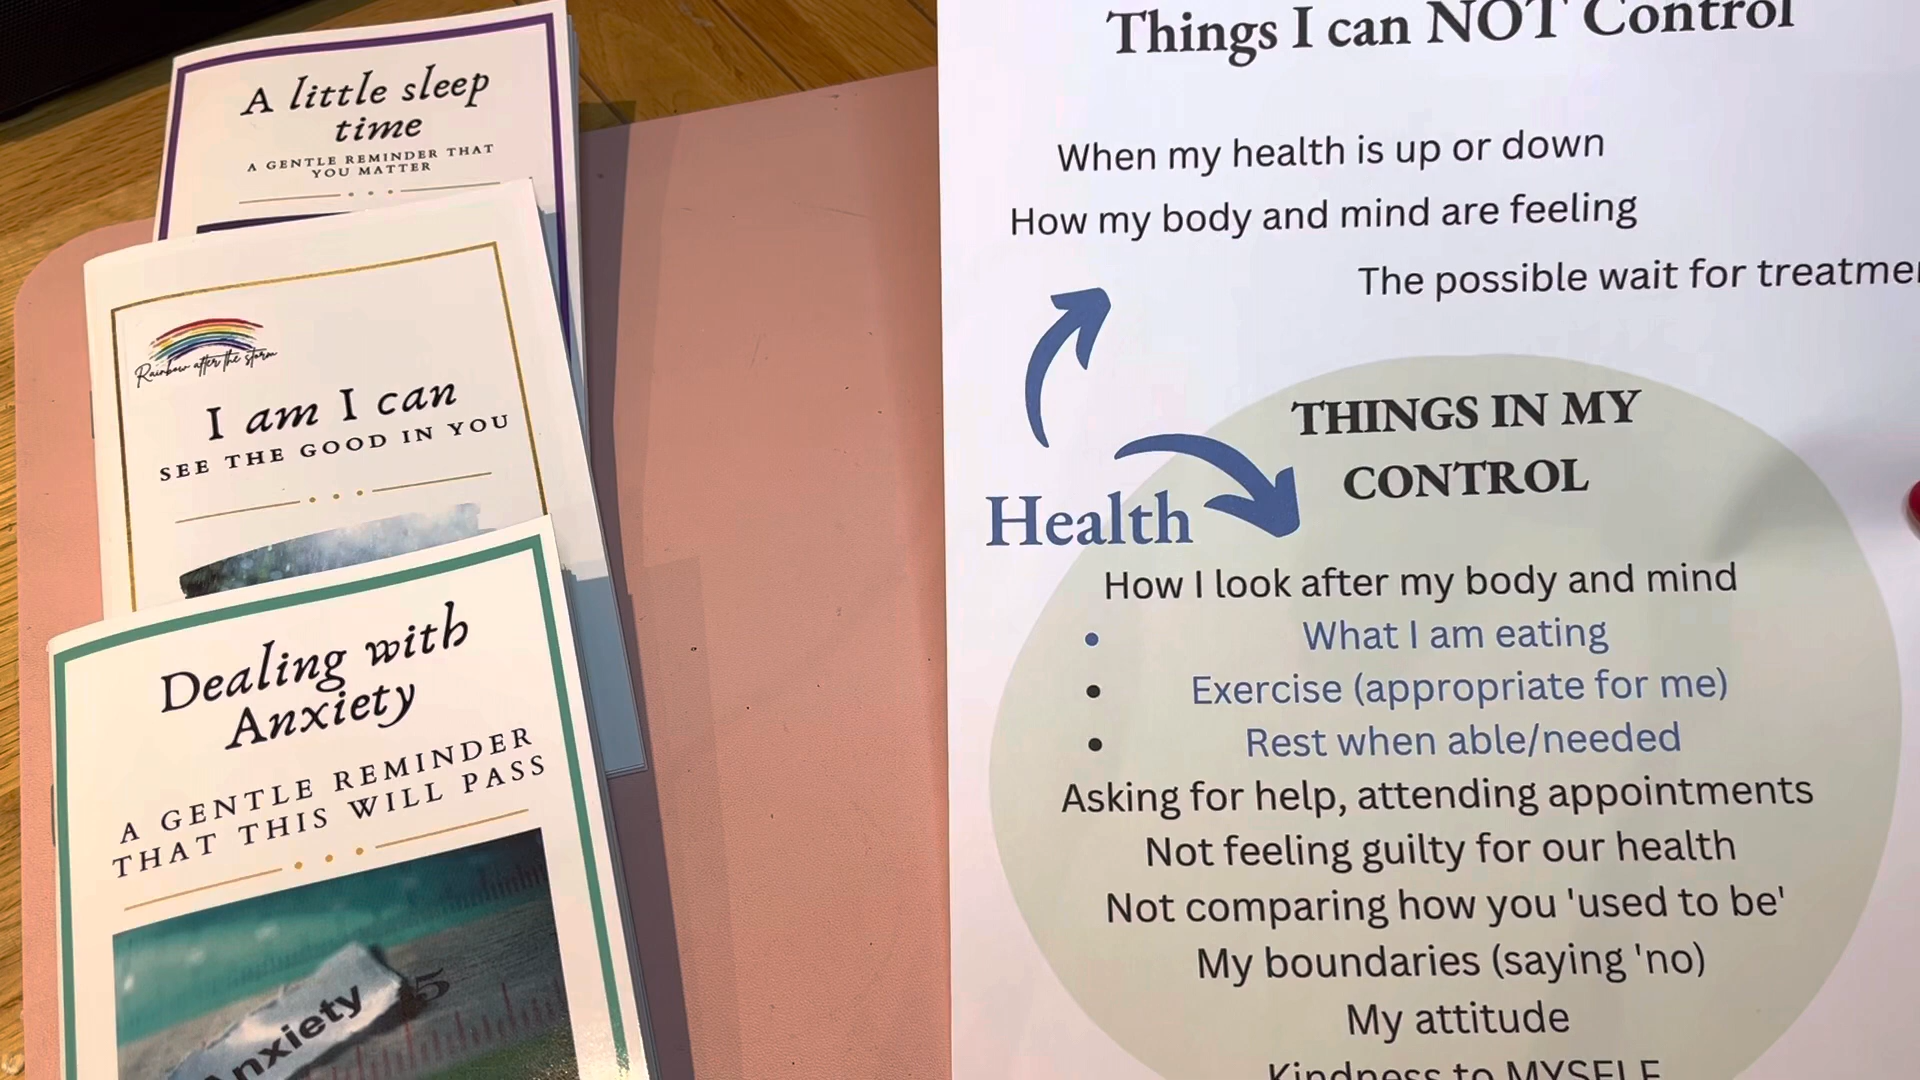 A little sleep
time
A GENTLE REMINDER THAT
YOU MATTER
Rainbow after the storm
I am I can
SEE THE GOOD IN YOU
Dealing with
Anxiety
A GENTLE REMINDER
THAT THIS WILL PASS
Anxiety
5
Things I can NOT Control
When my health is up or down
How my body and mind are feeling
The possible wait for
THINGS IN MY
CONTROL
Health
How I look after my body and mind
• What I am eating
• Exercise (appropriate for me)
• Rest when able/needed
Asking for help, attending appointments
Not feeling guilty for our health
Not comparing how you 'used to be'
My boundaries (saying 'no)
My attitude
Kindness to MYSELF